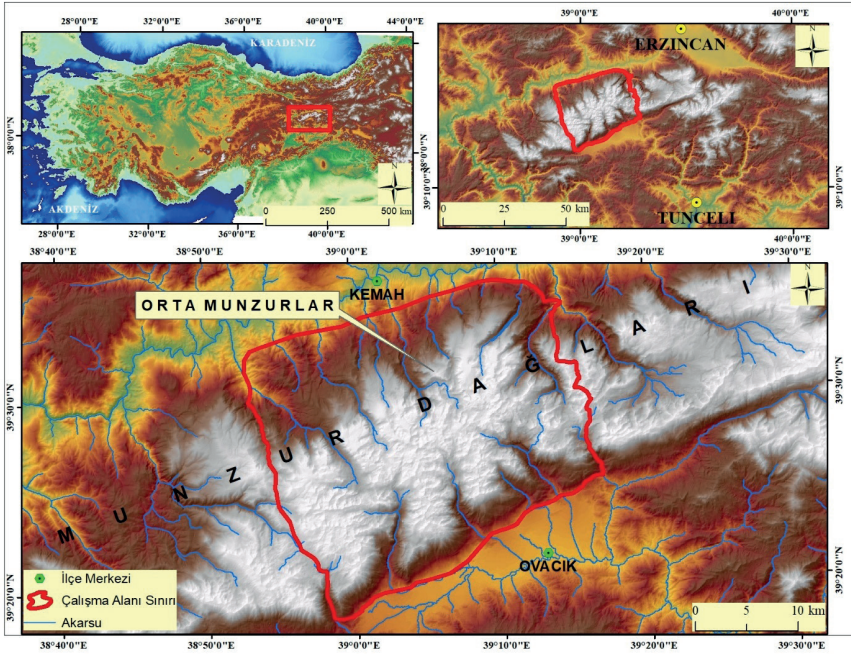 28°0'0"E 32°0'0"E 36°0'0"E 40°0'0"E 44°0'0"E
KARADENİZ
N
38°0'0"N
38°0'0"N
AKDENİZ
0 250 500 km
28°0'0"E 32°0'0"E 36°0'0"E 40°0'0"E
39°0'0"E 40°0'0"E
ERZİNCAN
N
39°10'0"N
39°10'0"N
0 25 50 km
TUNCELİ
39°0'0"E 40°0'0"E
38°40'0"E 38°50'0"E 39°0'0"E 39°10'0"E 39°20'0"E 39°30'0"E
KEMAH
N
ORTA MUNZURLAR
MUNZUR DAĞLARI
39°30'0"N
39°30'0"N
OVACIK
39°20'0"N
39°20'0"N
İlçe Merkezi
Çalışma Alanı Sınırı
Akarsu
0 5 10 km
38°40'0"E 38°50'0"E 39°0'0"E 39°10'0"E 39°20'0"E 39°30'0"E